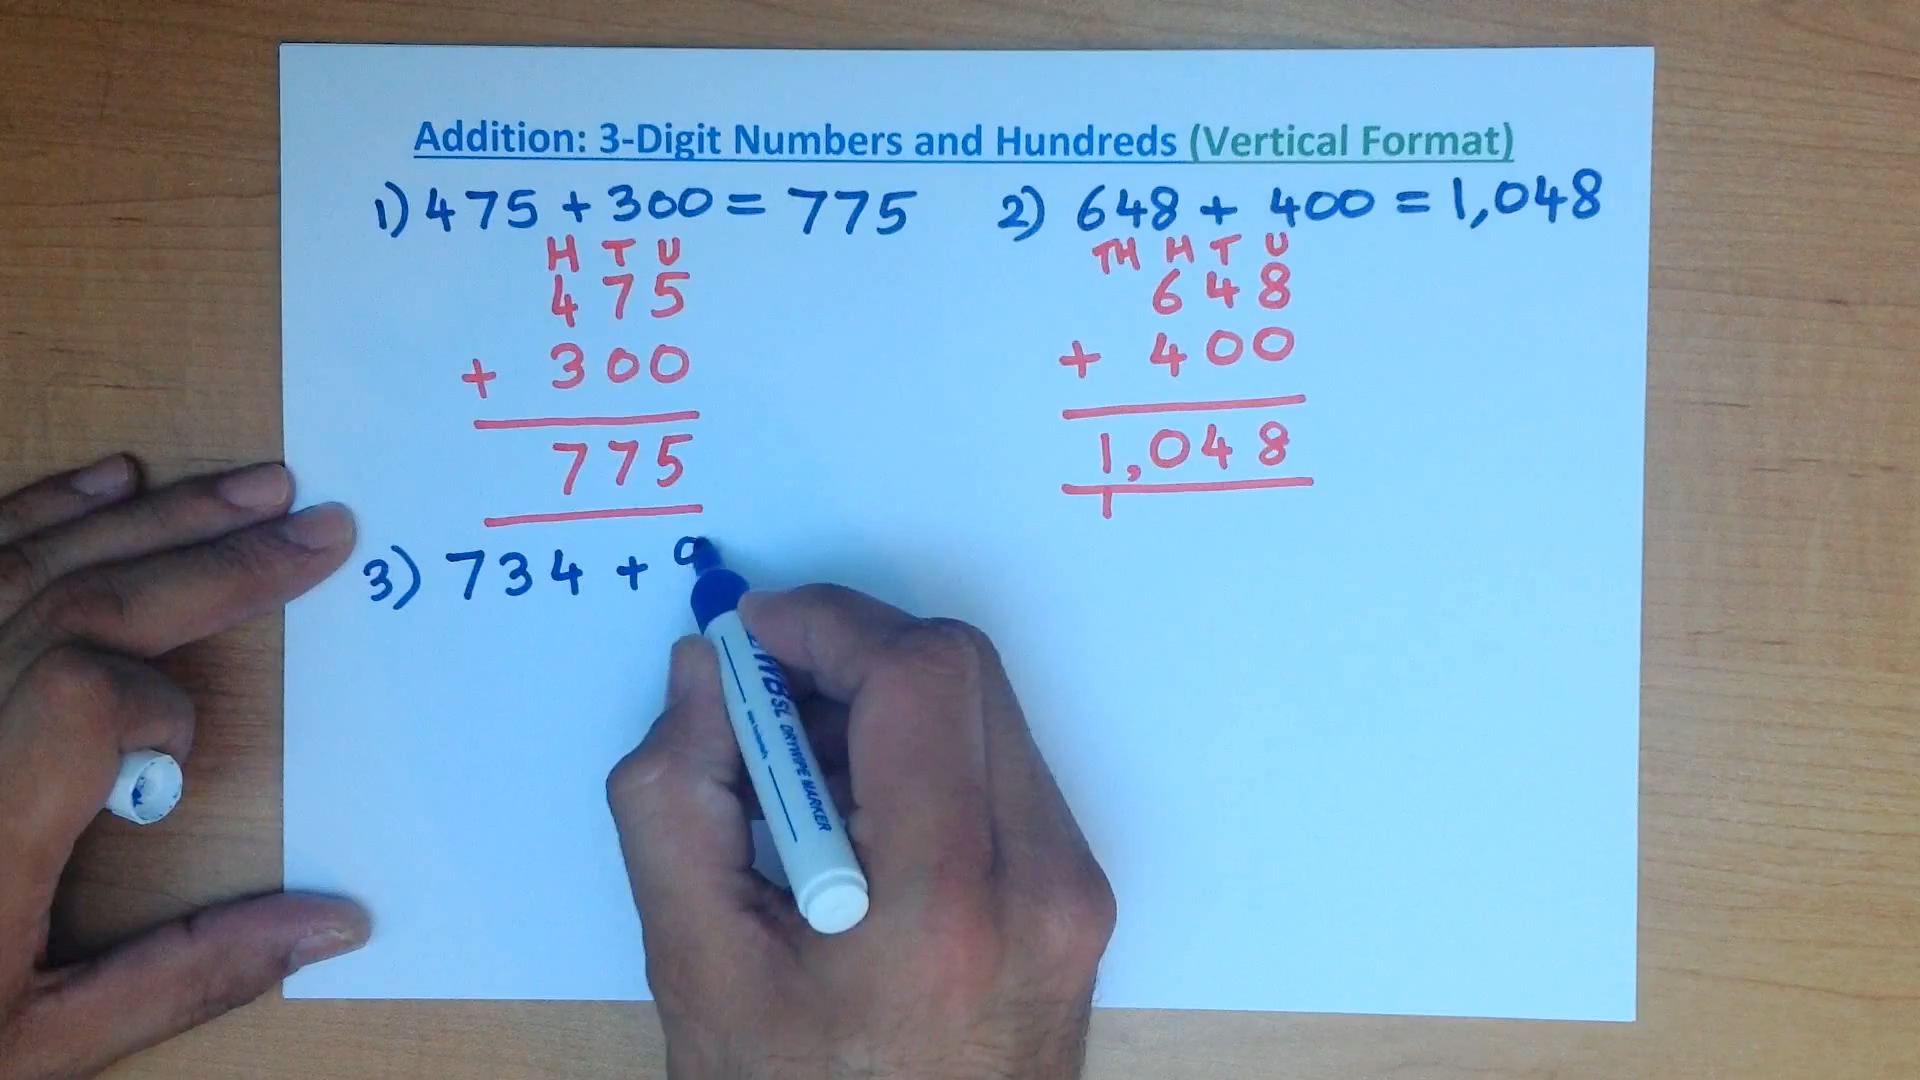 Addition: 3-Digit Numbers and Hundreds (Vertical Format)
1) 475 + 300 = 775
H T U
475
+ 300
775
2) 648 + 400 = 1,048
TH H T U
648
+ 400
1,048
1
3) 734 + 9
DRYWIPE MARKER